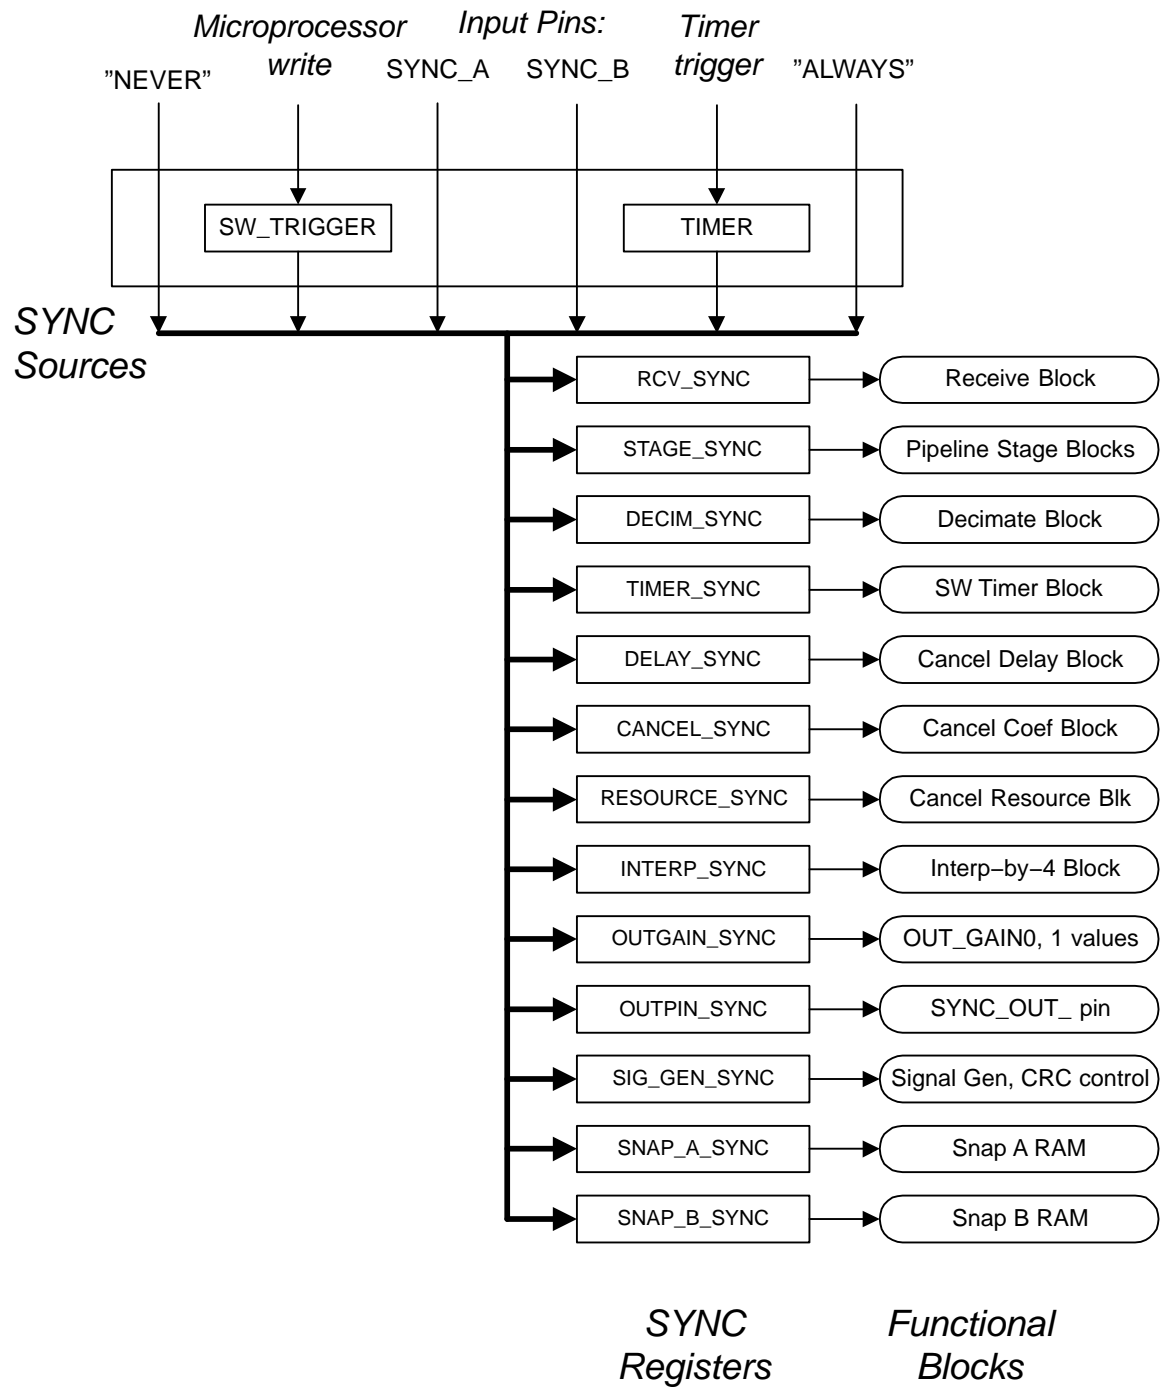 Microprocessor
write
Input Pins:
Timer
trigger
”NEVER”
SYNC_A
SYNC_B
”ALWAYS”
SW_TRIGGER
TIMER
SYNC
Sources
RCV_SYNC
Receive Block
STAGE_SYNC
Pipeline Stage Blocks
DECIM_SYNC
Decimate Block
TIMER_SYNC
SW Timer Block
DELAY_SYNC
Cancel Delay Block
CANCEL_SYNC
Cancel Coef Block
RESOURCE_SYNC
Cancel Resource Blk
INTERP_SYNC
Interp−by−4 Block
OUTGAIN_SYNC
OUT_GAIN0, 1 values
OUTPIN_SYNC
SYNC_OUT_ pin
SIG_GEN_SYNC
Signal Gen, CRC control
SNAP_A_SYNC
Snap A RAM
SNAP_B_SYNC
Snap B RAM
SYNC
Registers
Functional
Blocks